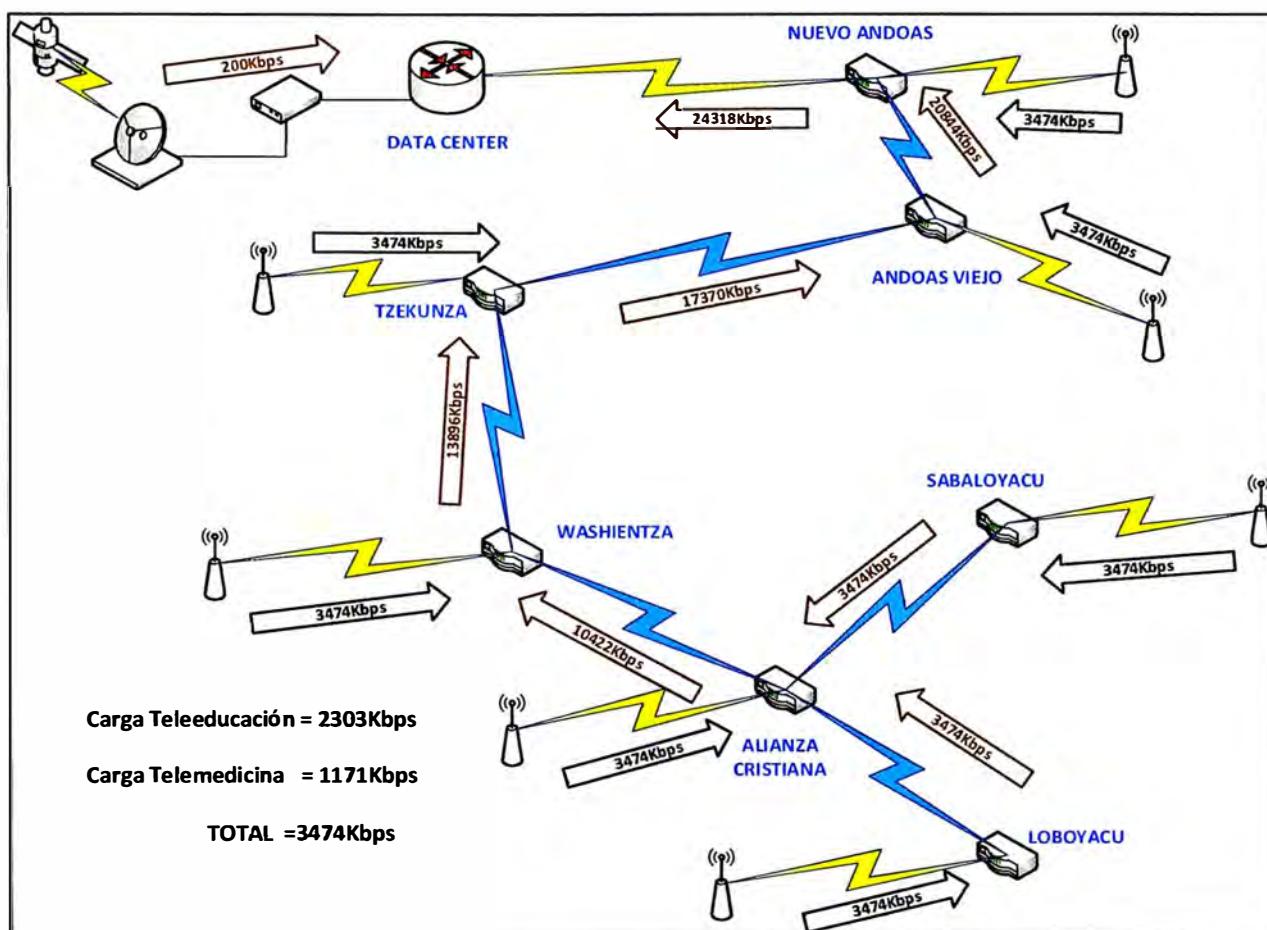 NUEVO ANDOAS
200Kbps
24318Kbps
20844Kbps
3474Kbps
DATA CENTER
3474Kbps
3474Kbps
ANDOAS VIEJO
17370Kbps
TZEKUNZA
13896Kbps
SABALOYACU
WASHIENTZA
3474Kbps
3474Kbps
3474Kbps
10422Kbps
Carga Teleeducación = 2303Kbps
3474Kbps
ALIANZA
CRISTIANA
3474Kbps
Carga Telemedicina = 1171Kbps
TOTAL =3474Kbps
LOBOYACU
3474Kbps